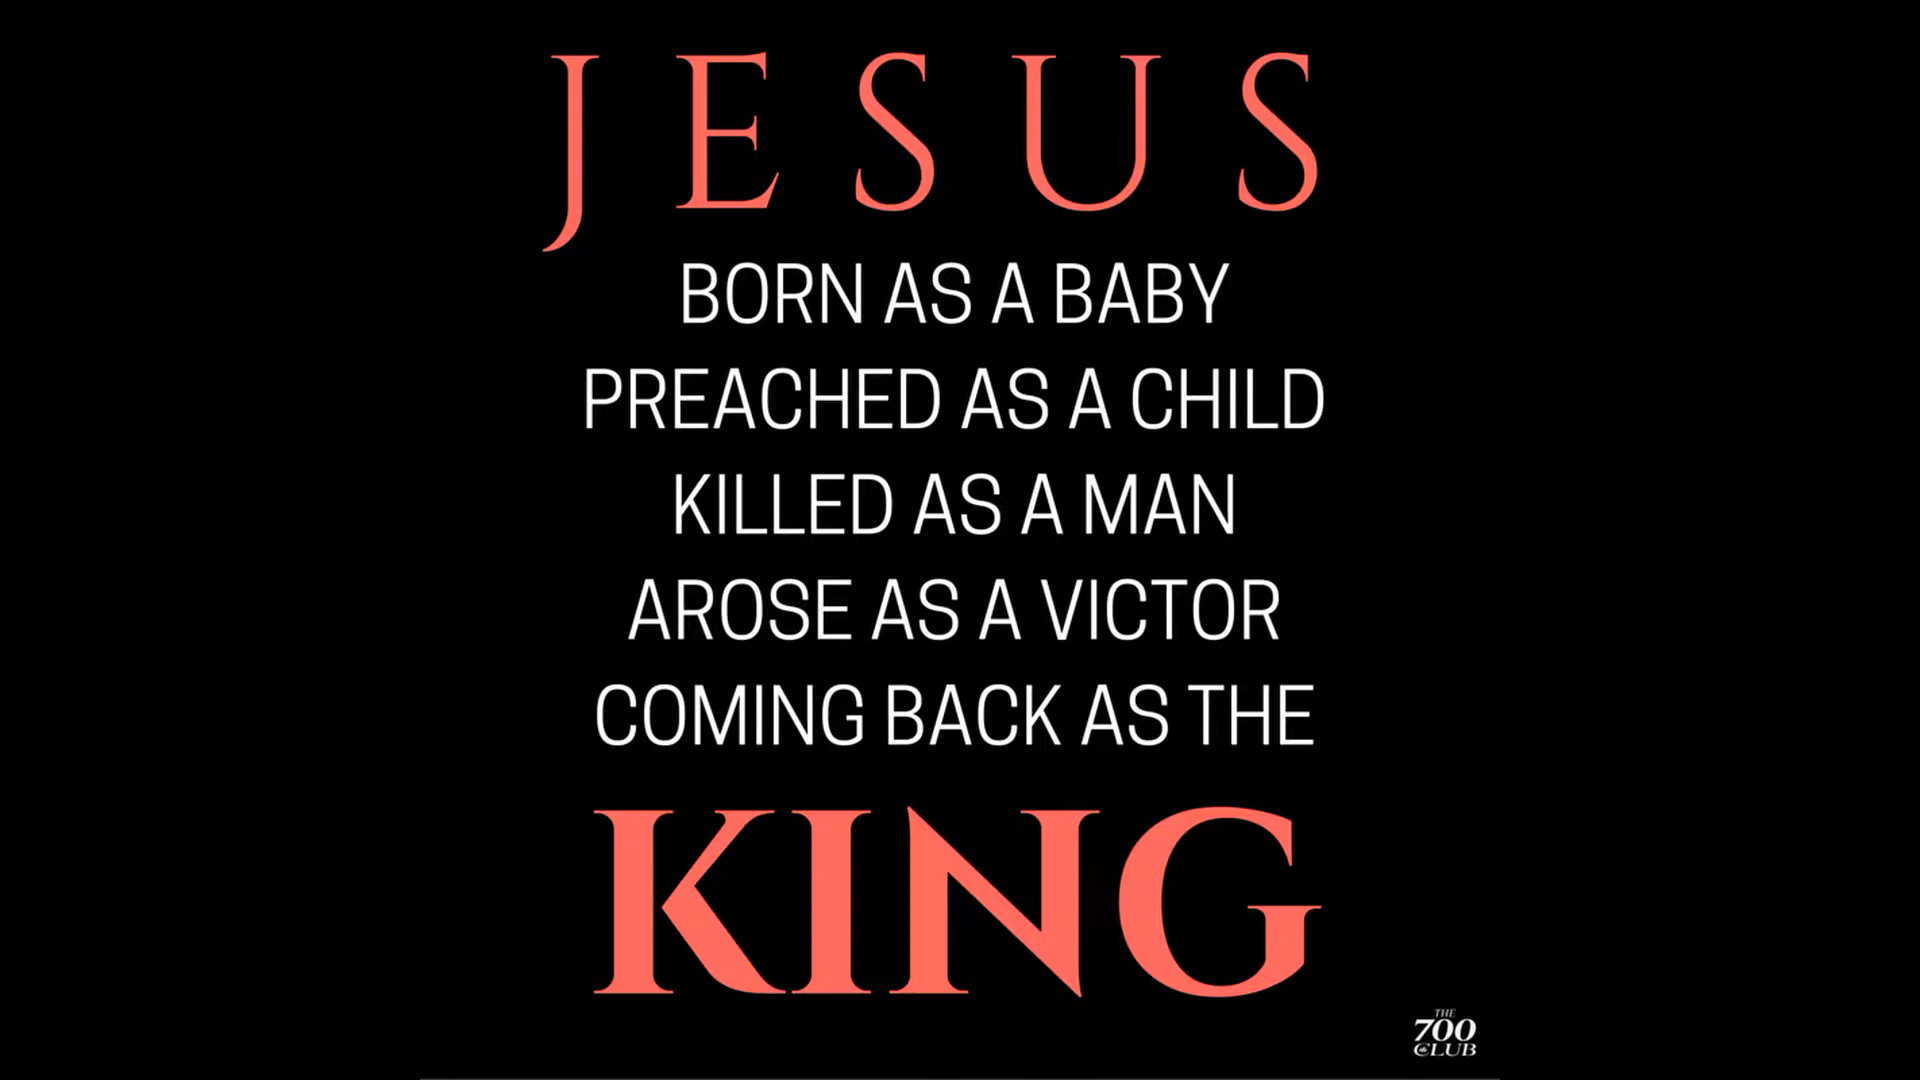 JESUS
BORN AS A BABY
PREACHED AS A CHILD
KILLED AS A MAN
AROSE AS A VICTOR
COMING BACK AS THE
KING
THE
700
CLUB